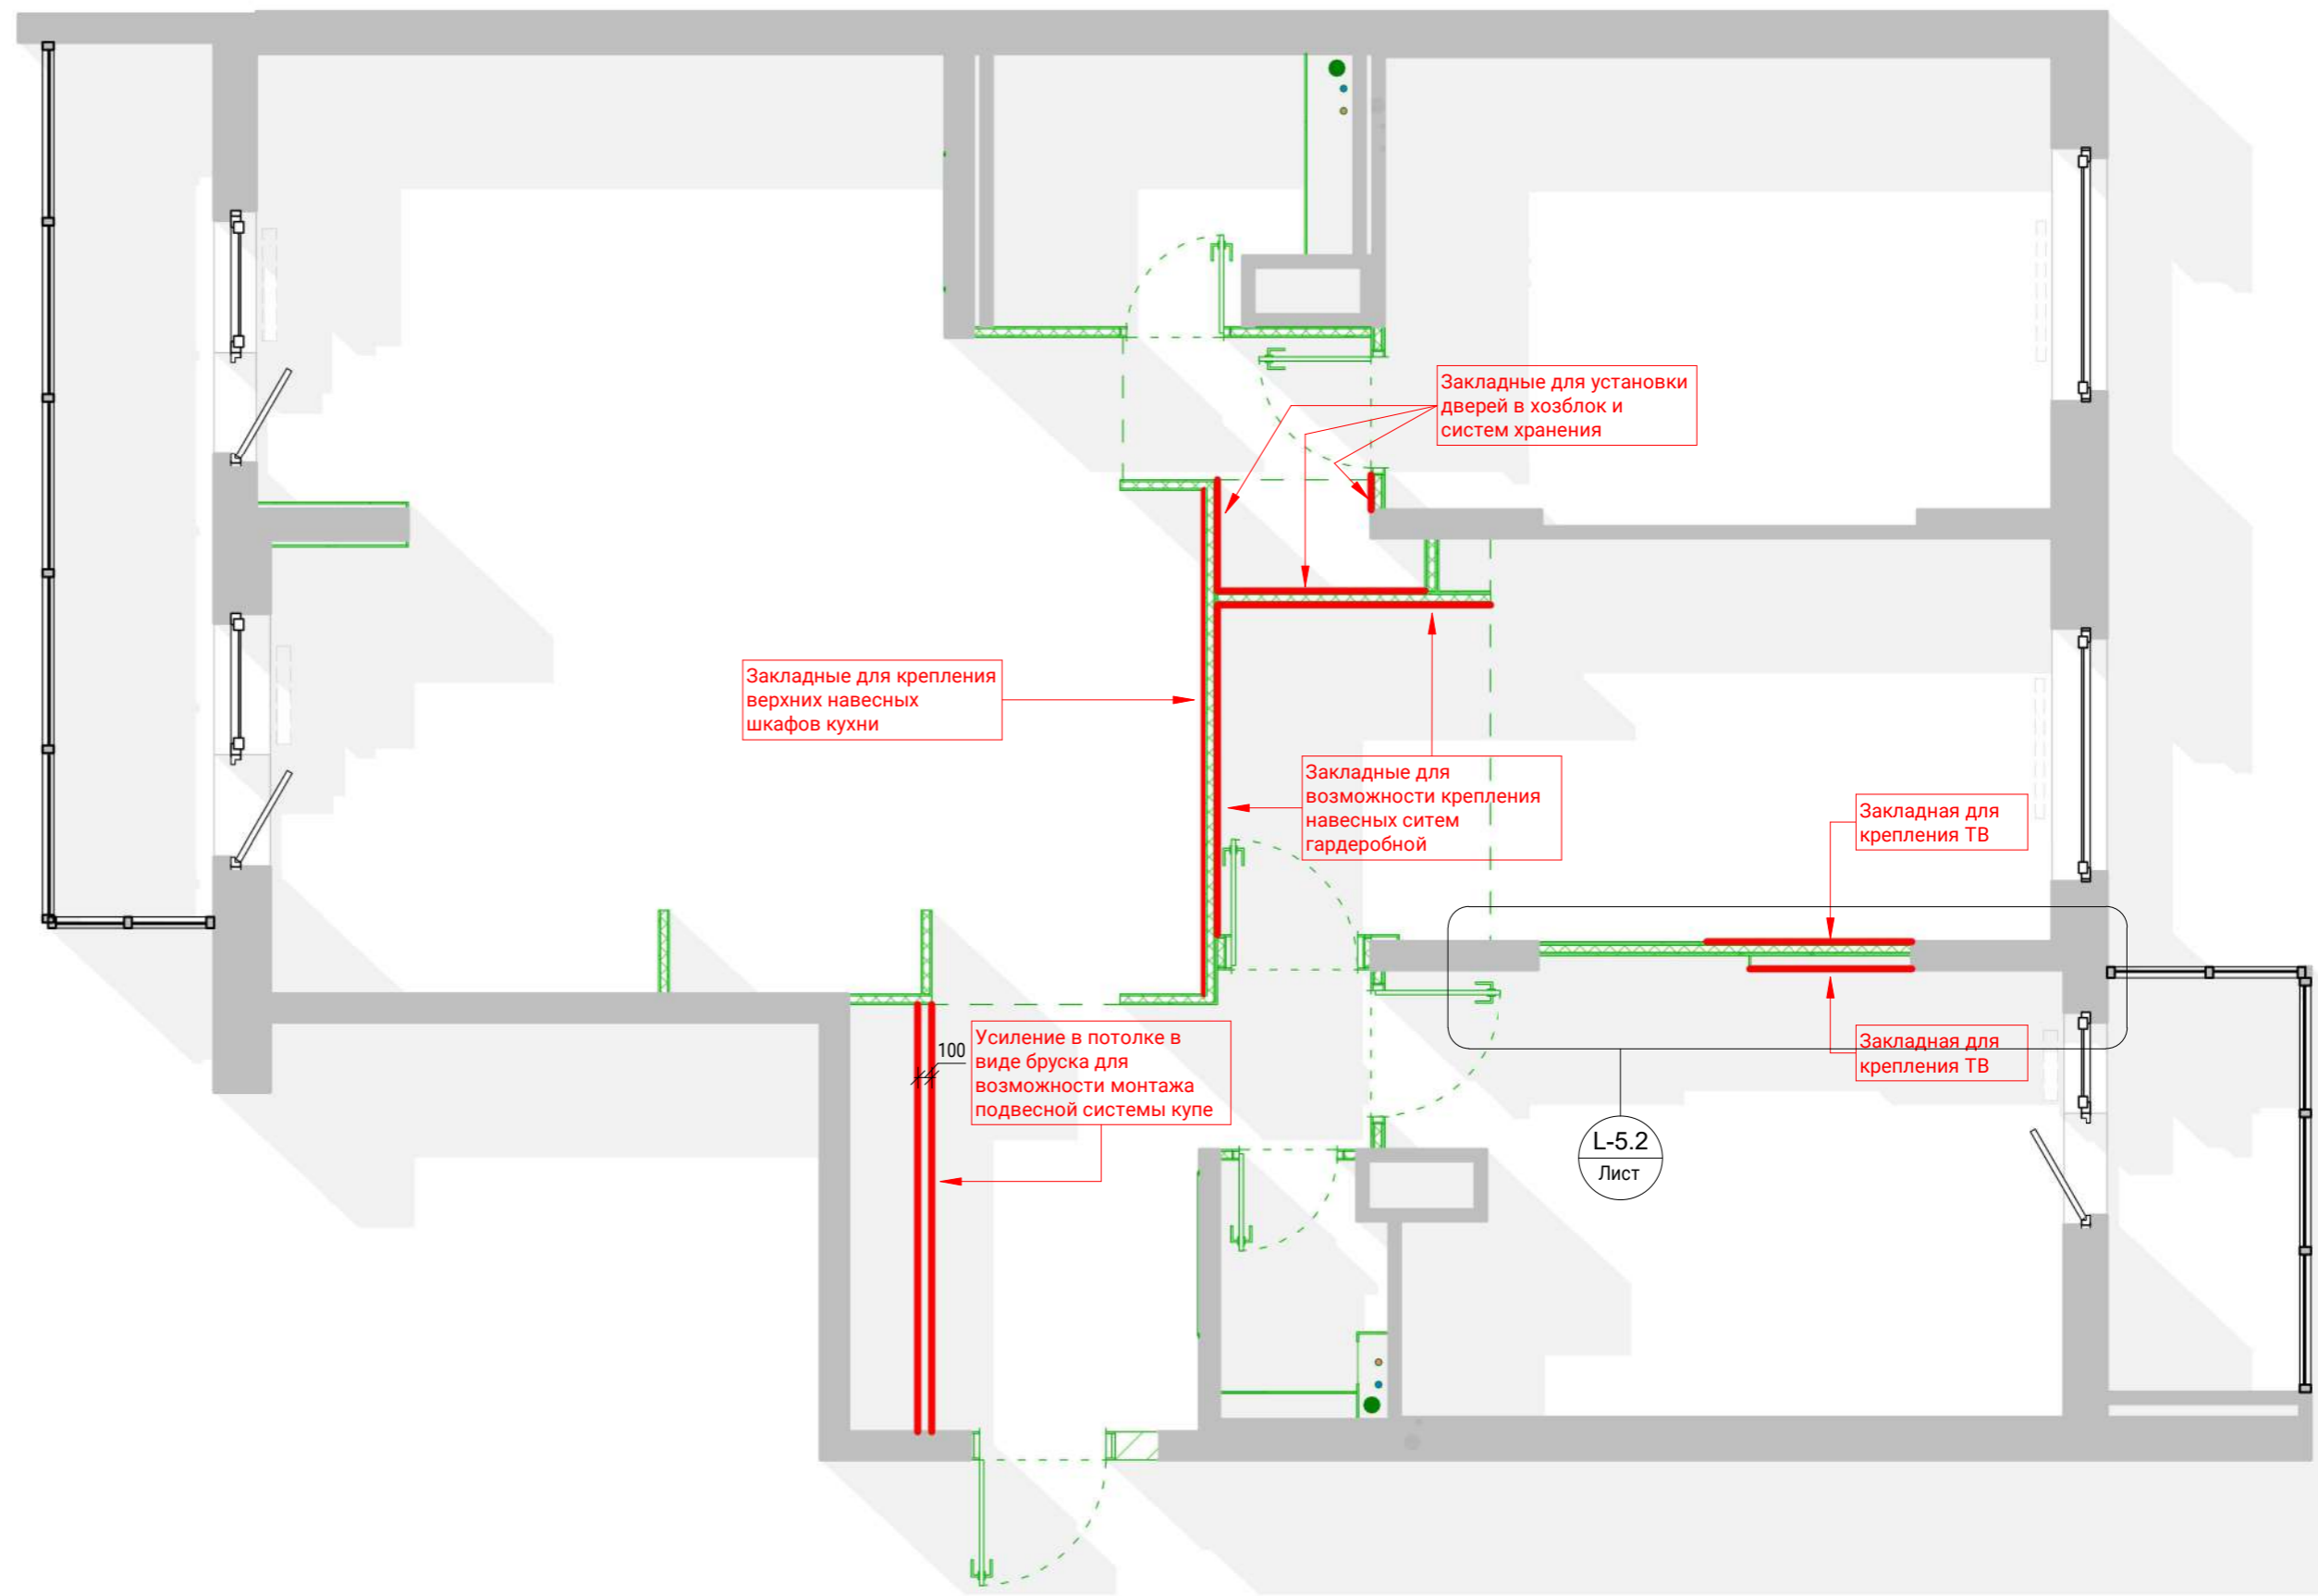 Закладные для установки
дверей в хозблок и
систем хранения
Закладные для крепления
верхних навесных
шкафов кухни
Закладные для
возможности крепления
навесных ситем
гардеробной
Закладная для
крепления ТВ
Закладная для
крепления ТВ
100
Усиление в потолке в
виде бруска для
возможности монтажа
подвесной системы купе
L-5.2
Лист